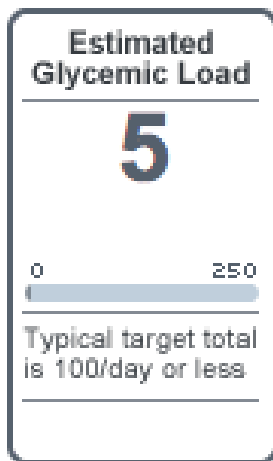 Estimated
Glycemic Load
5
0 250
Typical target total
is 100/day or less